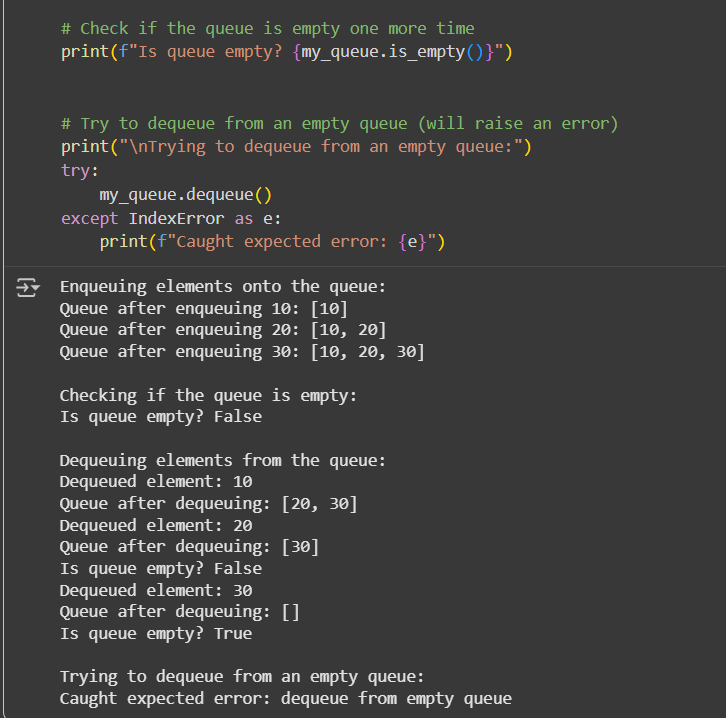 # Check if the queue is empty one more time
print(f"Is queue empty? {my_queue.is_empty()}")
# Try to dequeue from an empty queue (will raise an error)
print("\nTrying to dequeue from an empty queue:")
try:
    my_queue.dequeue()
except IndexError as e:
    print(f"Caught expected error: {e}")
Enqueuing elements onto the queue:
Queue after enqueuing 10: [10]
Queue after enqueuing 20: [10, 20]
Queue after enqueuing 30: [10, 20, 30]
Checking if the queue is empty:
Is queue empty? False
Dequeuing elements from the queue:
Dequeued element: 10
Queue after dequeuing: [20, 30]
Dequeued element: 20
Queue after dequeuing: [30]
Is queue empty? False
Dequeued element: 30
Queue after dequeuing: []
Is queue empty? True
Trying to dequeue from an empty queue:
Caught expected error: dequeue from empty queue